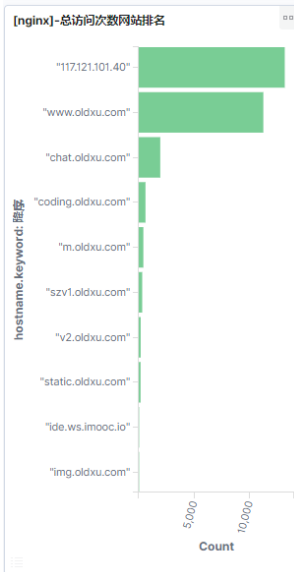 [nginx]-总访问次数网站排名
hostname.keyword: 降序
"117.121.101.40"
"www.oldxu.com"
"chat.oldxu.com"
"coding.oldxu.com"
"m.oldxu.com"
"szv1.oldxu.com"
"v2.oldxu.com"
"static.oldxu.com"
"ide.ws.imooc.io"
"img.oldxu.com"
5,000
10,000
Count